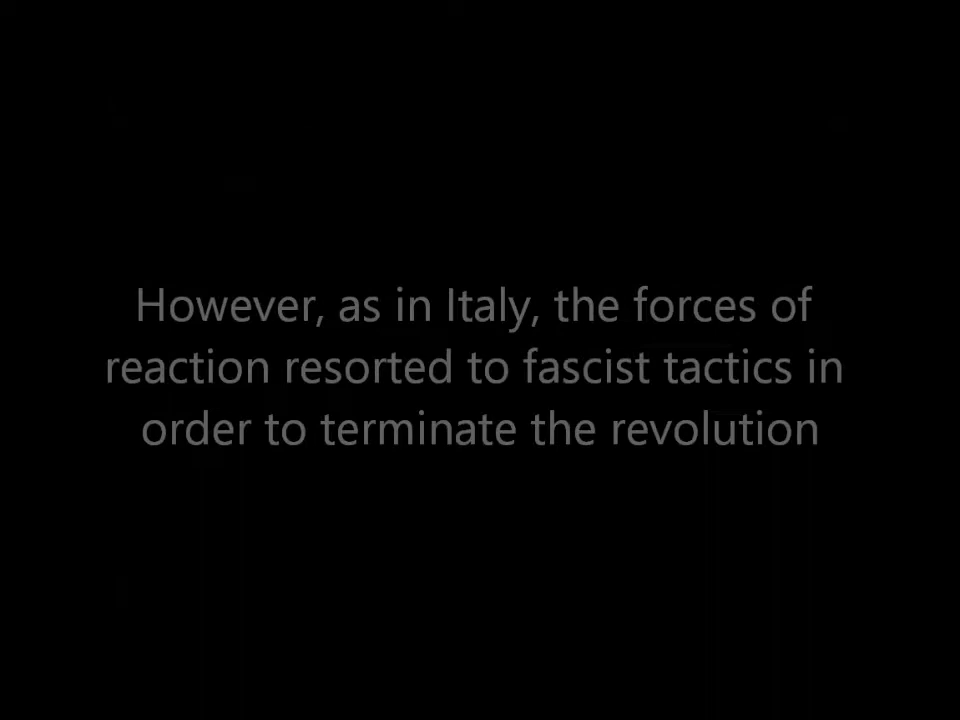 However, as in Italy, the forces of
reaction resorted to fascist tactics in
order to terminate the revolution